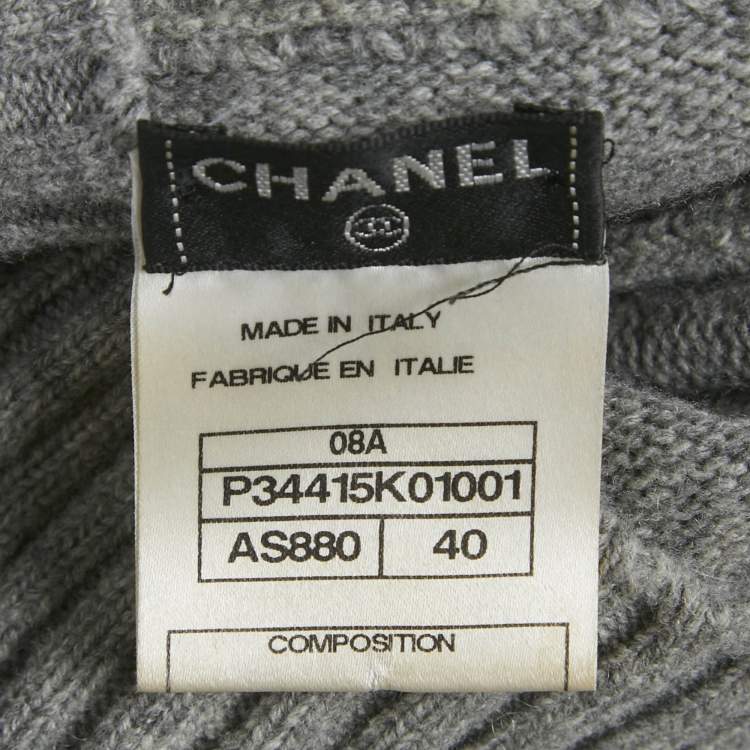 CHANEL
MADE IN ITALY
FABRIQUE EN ITALIE
08A
P34415K01001
AS880 40
COMPOSITION